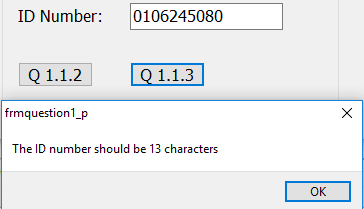 ID Number: 0106245080
Q 1.1.2 Q 1.1.3
frmquestion1_p
The ID number should be 13 characters
OK